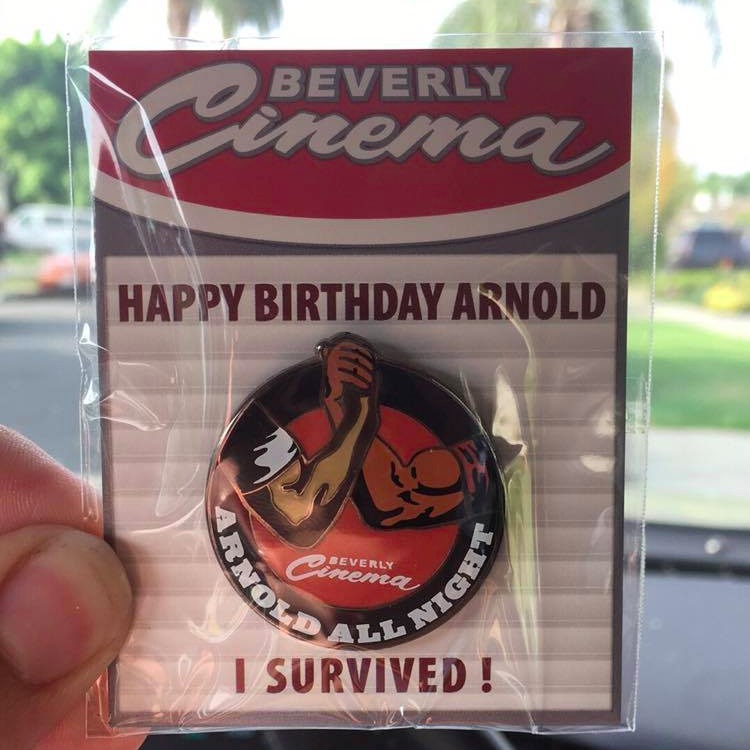 BEVERLY
Cinema
HAPPY BIRTHDAY ARNOLD
BEVERLY
Cinema
ARNOLD ALL NIGHT
I SURVIVED !